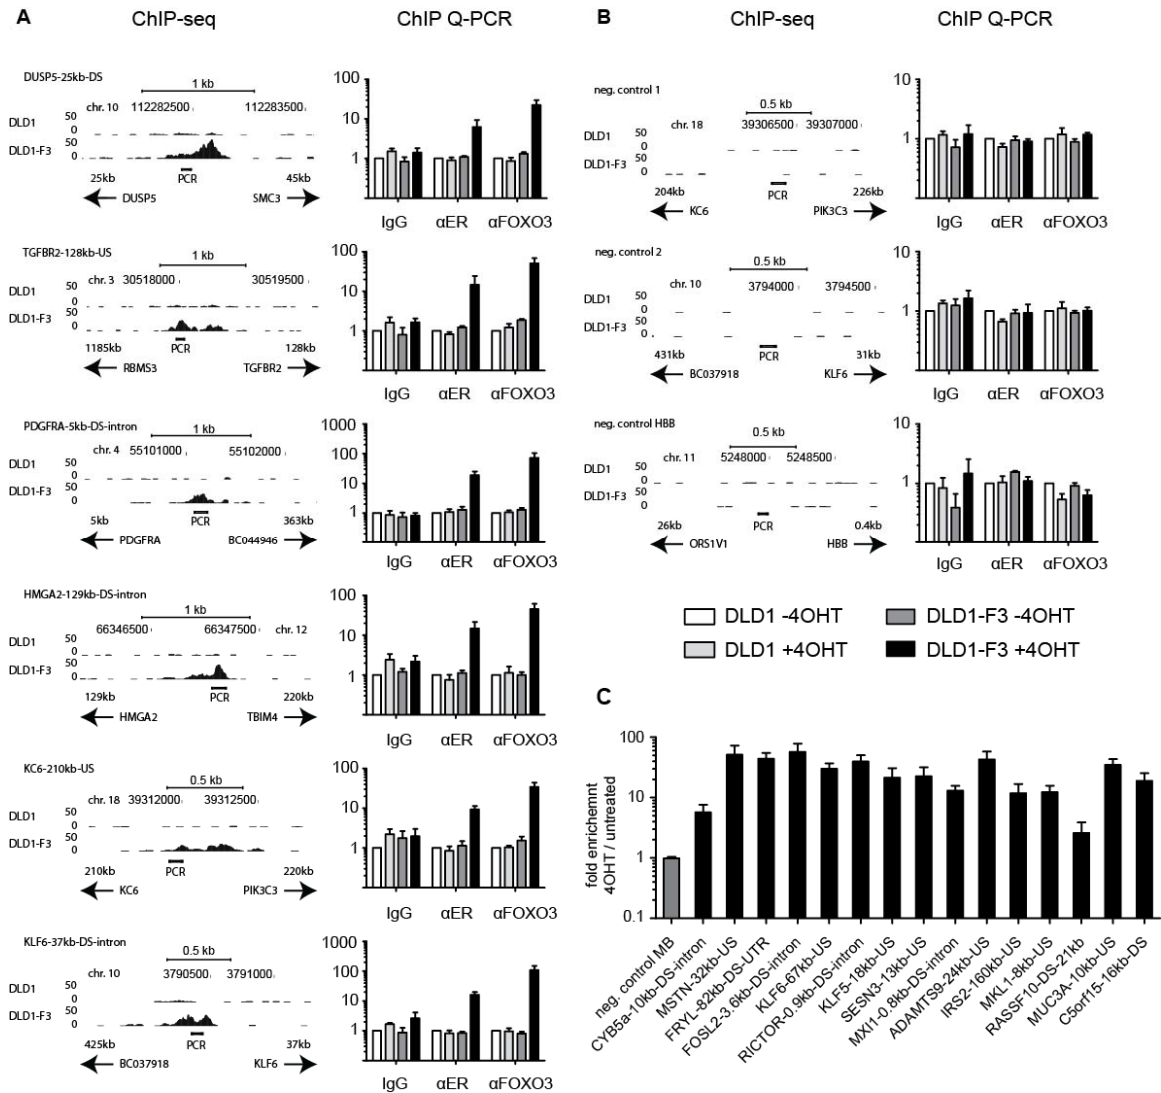 A
ChIP-seq
ChIP Q-PCR
DUSP5-25kb-DS
1 kb
chr. 10
112282500
112283500
DLD1
50
0
DLD1-F3
50
0
25kb
PCR
45kb
DUSP5
SMC3
100
10
1
IgG
αER
αFOXO3
TGFBR2-128kb-US
1 kb
chr. 3
30518000
30519500
DLD1
50
0
DLD1-F3
50
0
1185kb
PCR
128kb
RBMS3
TGFBR2
100
10
1
IgG
αER
αFOXO3
PDGFRA-5kb-DS-intron
1 kb
chr. 4
55101000
55102000
DLD1
50
0
DLD1-F3
50
0
5kb
PCR
363kb
PDGFRA
BC044946
1000
100
10
1
IgG
αER
αFOXO3
HMGA2-129kb-DS-intron
1 kb
66346500
66347500
chr. 12
DLD1
50
0
DLD1-F3
50
0
129kb
PCR
220kb
HMGA2
TBIM4
100
10
1
IgG
αER
αFOXO3
KC6-210kb-US
0.5 kb
chr. 18
39312000
39312500
DLD1
50
0
DLD1-F3
50
0
210kb
PCR
220kb
KC6
PIK3C3
100
10
1
IgG
αER
αFOXO3
KLF6-37kb-DS-intron
0.5 kb
chr. 10
3790500
3791000
DLD1
50
0
DLD1-F3
50
0
425kb
PCR
37kb
BC037918
KLF6
1000
100
10
1
IgG
αER
αFOXO3
B
ChIP-seq
ChIP Q-PCR
neg. control 1
0.5 kb
chr. 18
39306500
39307000
DLD1
50
0
DLD1-F3
50
0
204kb
PCR
226kb
KC6
PIK3C3
10
1
IgG
αER
αFOXO3
neg. control 2
0.5 kb
chr. 10
3794000
3794500
DLD1
50
0
DLD1-F3
50
0
431kb
PCR
31kb
BC037918
KLF6
10
1
IgG
αER
αFOXO3
neg. control HBB
0.5 kb
chr. 11
5248000
5248500
DLD1
50
0
DLD1-F3
50
0
26kb
PCR
0.4kb
ORS1V1
HBB
10
1
IgG
αER
αFOXO3
DLD1 -4OHT
DLD1-F3 -4OHT
DLD1 +4OHT
DLD1-F3 +4OHT
C
fold enrichemnt
4OHT / untreated
100
10
1
0.1
neg. control MB
CYB5a-10kb-DS-intron
MSTN-32kb-US
FRYL-82kb-DS-UTR
FOSL2-3.6kb-DS-intron
KLF6-67kb-US
RICTOR-0.9kb-DS-intron
KLF5-18kb-US
SESN3-13kb-US
MXI1-0.8kb-DS-intron
ADAMTS9-24kb-US
IRS2-160kb-US
MKL1-8kb-US
RASSF10-DS-21kb
MUC3A-10kb-US
C5orf15-16kb-DS